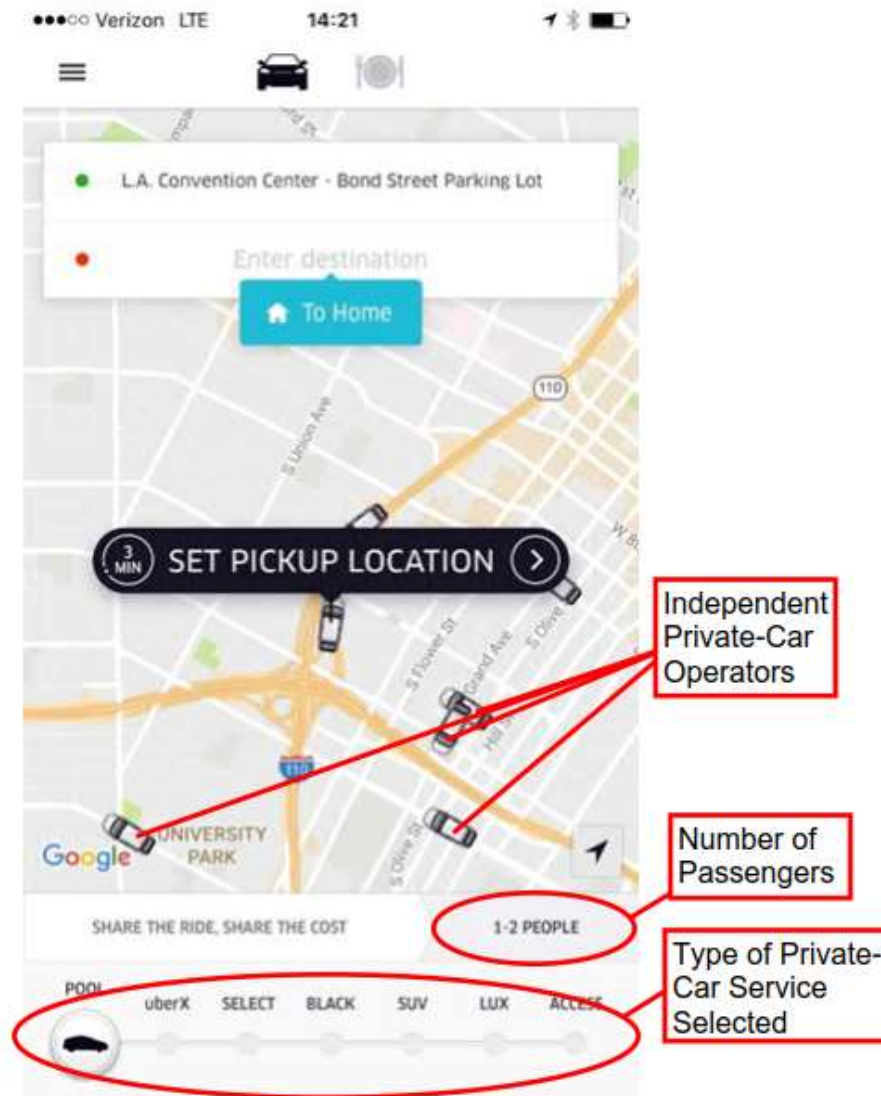 Verizon LTE 14:21
L.A. Convention Center - Bond Street Parking Lot
Enter destination
To Home
110
S Union Ave
3 MIN SET PICKUP LOCATION
S Flower St
Grand Ave
S Olive
110
UNIVERSITY
PARK
S Olive St
Google
SHARE THE RIDE, SHARE THE COST 1-2 PEOPLE
POOL uberX SELECT BLACK SUV LUX ACCESS
Independent
Private-Car
Operators
Number of
Passengers
Type of Private-
Car Service
Selected